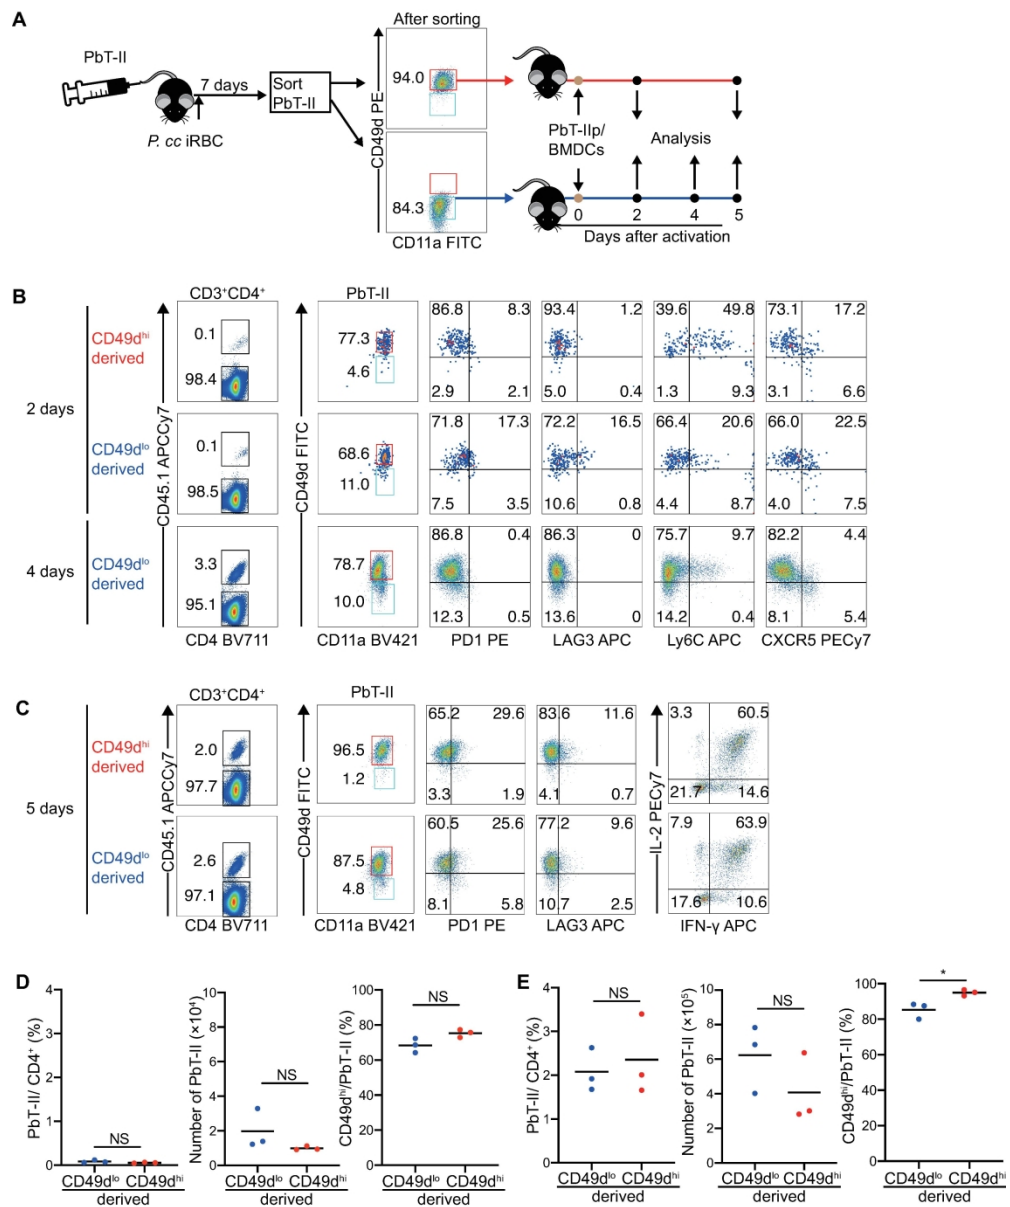 A
PbT-II
7 days
P. cc iRBC
Sort
PbT-II
After sorting
94.0
84.3
CD49d PE
CD11a FITC
PbT-IIp/
BMDCs
Analysis
0 2 4 5
Days after activation
B
CD3+CD4+ PbT-II
2 days
CD49dhi
derived
0.1
98.4
77.3
4.6
86.8 8.3
2.9 2.1
93.4 1.2
5.0 0.4
39.6 49.8
1.3 9.3
73.1 17.2
3.1 6.6
CD49dlo
derived
0.1
98.5
68.6
11.0
71.8 17.3
7.5 3.5
72.2 16.5
10.6 0.8
66.4 20.6
4.4 8.7
66.0 22.5
4.0 7.5
4 days
CD49dlo
derived
3.3
95.1
78.7
10.0
86.8 0.4
12.3 0.5
86.3 0
13.6 0
75.7 9.7
14.2 0.4
82.2 4.4
8.1 5.4
CD45.1 APCCy7
CD49d FITC
CD4 BV711 CD11a BV421 PD1 PE LAG3 APC Ly6C APC CXCR5 PECy7
C
CD3+CD4+ PbT-II
5 days
CD49dhi
derived
2.0
97.7
96.5
1.2
65.2 29.6
3.3 1.9
83.6 11.6
4.1 0.7
3.3 60.5
21.7 14.6
CD49dlo
derived
2.6
97.1
87.5
4.8
60.5 25.6
8.1 5.8
77.2 9.6
10.7 2.5
7.9 63.9
17.6 10.6
CD45.1 APCCy7
CD49d FITC
IL-2 PECy7
CD4 BV711 CD11a BV421 PD1 PE LAG3 APC IFN-γ APC
D
PbT-II/ CD4+ (%)
4
3
2
1
0
NS
CD49dlo CD49dhi
derived
Number of PbT-II (×10⁴)
10
8
6
4
2
0
NS
CD49dlo CD49dhi
derived
CD49dhi/PbT-II (%)
100
80
60
40
20
0
NS
CD49dlo CD49dhi
derived
E
PbT-II/ CD4+ (%)
4
3
2
1
0
NS
CD49dlo CD49dhi
derived
Number of PbT-II (×10⁵)
10
8
6
4
2
0
NS
CD49dlo CD49dhi
derived
CD49dhi/PbT-II (%)
100
80
60
40
20
0
*
CD49dlo CD49dhi
derived